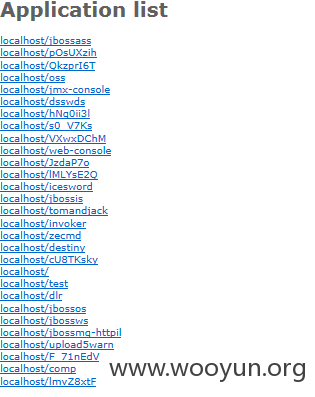 Application list
localhost/jbossass
localhost/pOsUXzih
localhost/QkzprI6T
localhost/oss
localhost/jmx-console
localhost/dsswds
localhost/hNq0ii3l
localhost/s0_V7Ks
localhost/VXwxDChM
localhost/web-console
localhost/JzdaP7o
localhost/lMLYsE2Q
localhost/icesword
localhost/jbossis
localhost/tomandjack
localhost/invoker
localhost/zecmd
localhost/destiny
localhost/cU8TKsky
localhost/
localhost/test
localhost/dlr
localhost/jbossos
localhost/jbossws
localhost/jbossmq-httpil
localhost/upload5warn
localhost/F_71nEdV
localhost/comp
localhost/lmvZ8xtF
www.wooyun.org